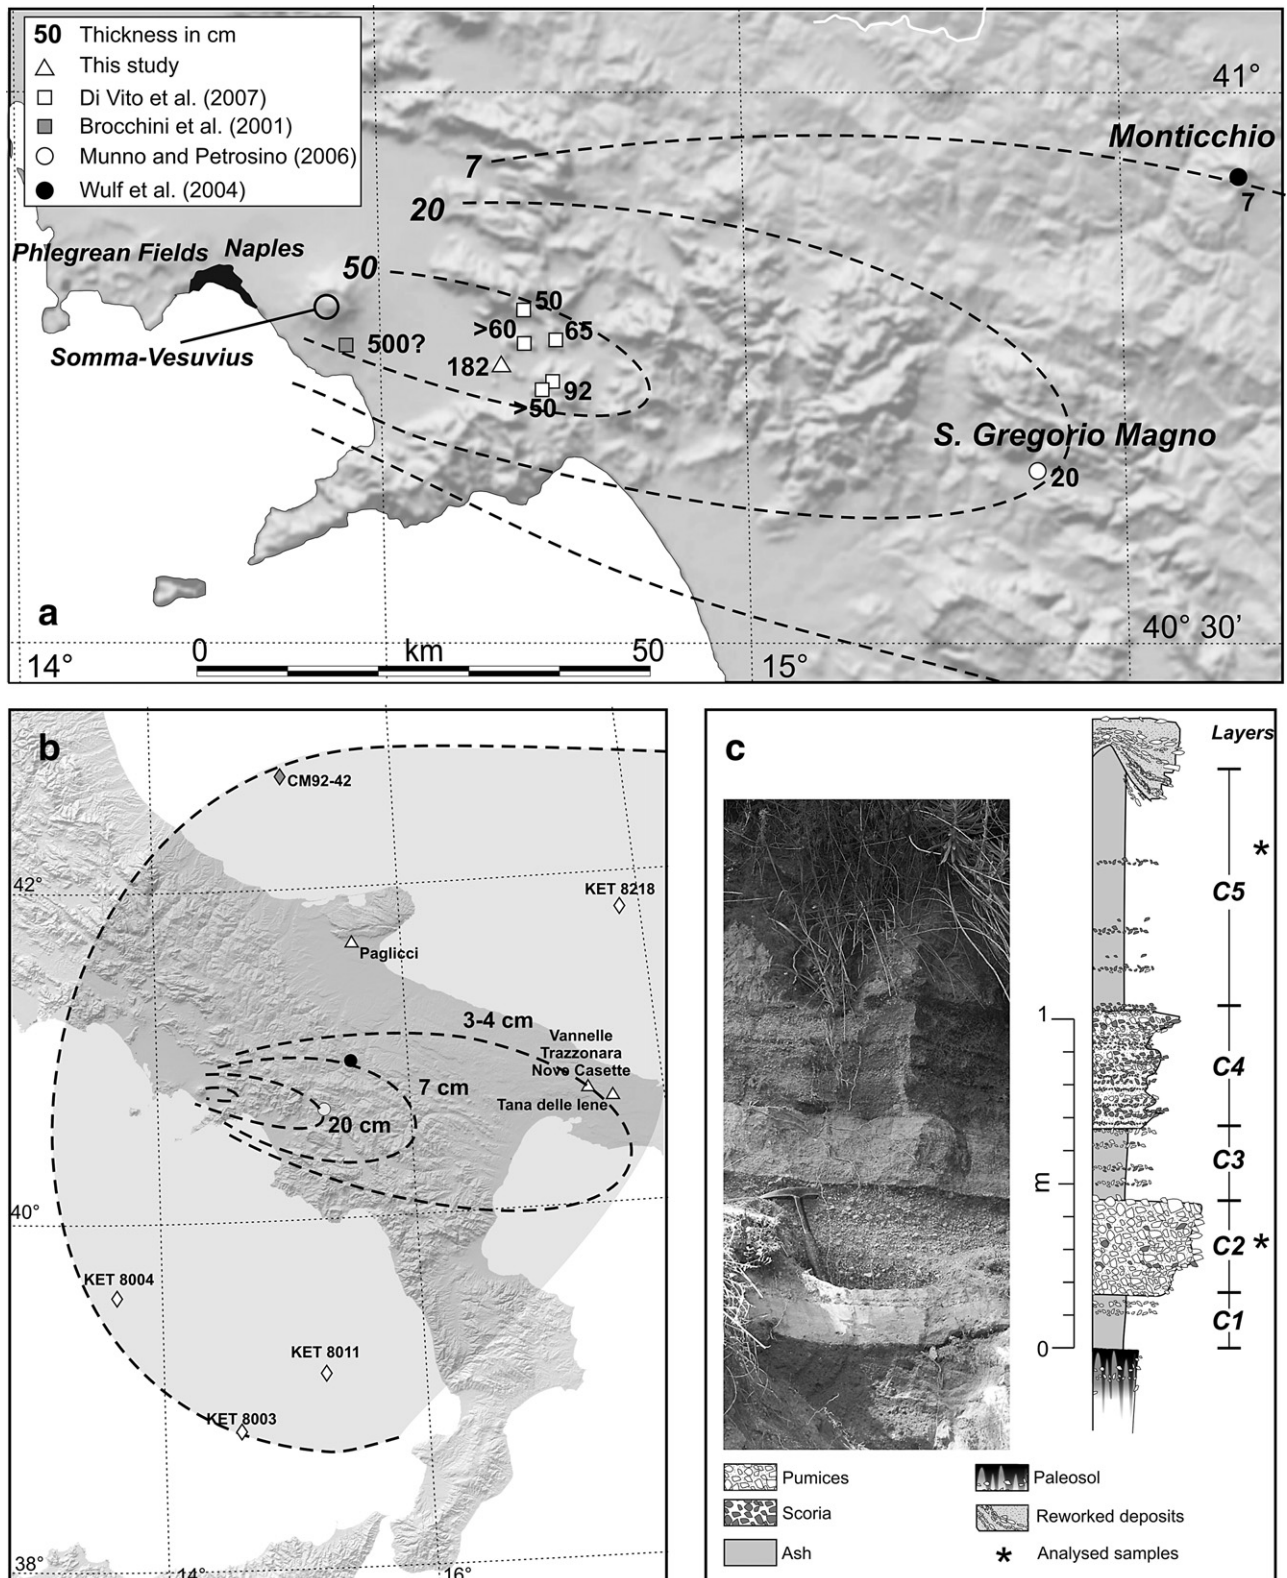 50 Thickness in cm
This study
Di Vito et al. (2007)
Brocchini et al. (2001)
Munno and Petrosino (2006)
Wulf et al. (2004)
41°
Monticchio
7
7
20
Phlegrean Fields
Naples
50
50
>60
65
Somma-Vesuvius
500?
182
92
>50
S. Gregorio Magno
20
a
0 km 50
40° 30’
14°
15°
b
CM92-42
42°
KET 8218
Paglicci
3-4 cm
Vannelle
Trazzonara
Nove Casette
7 cm
Tana delle Iene
20 cm
40°
KET 8004
KET 8011
KET 8003
38°
14°
16°
c
Layers
*
C5
1
C4
C3
m
C2 *
C1
0
Pumices
Paleosol
Scoria
Reworked deposits
Ash
* Analysed samples